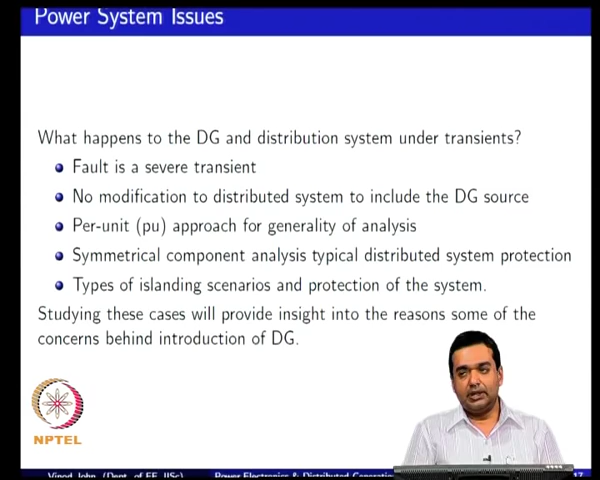 Power System Issues
What happens to the DG and distribution system under transients?
Fault is a severe transient
No modification to distributed system to include the DG source
Per-unit (pu) approach for generality of analysis
Symmetrical component analysis typical distributed system protection
Types of islanding scenarios and protection of the system.
Studying these cases will provide insight into the reasons some of the
concerns behind introduction of DG.
NPTEL
Vinod John (Dept. of EE, IISc) Power Electronics & Distributed Generation 17